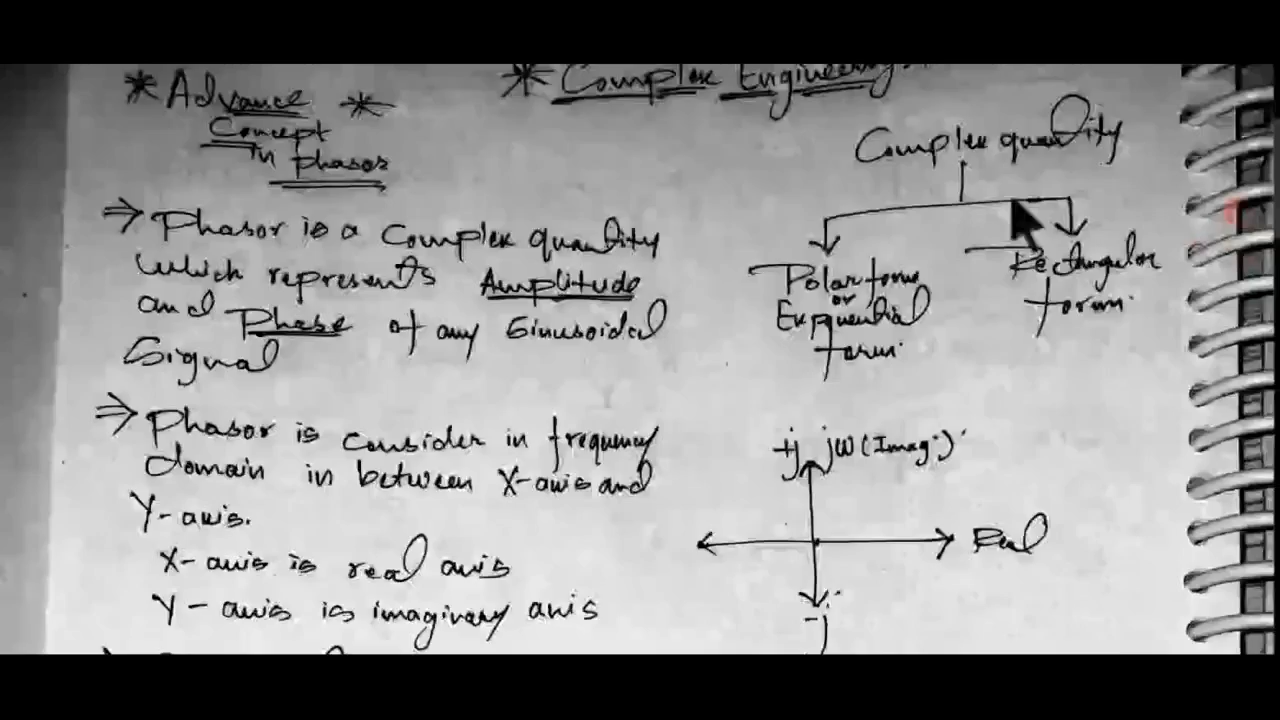 * Complex Engineering
* Advance *
Concept
in phasor
⇒ Phasor is a Complex quantity
which represents Amplitude
and Phase of any Sinusoidal
Signal
⇒ Phasor is consider in frequency
domain in between X-axis and
Y-axis.
X-axis is real axis
Y-axis is imaginary axis
Complex quantity
Polar form
or
Exponential
form
Rectangular
form
+j jω (Imag:)
Real
-j